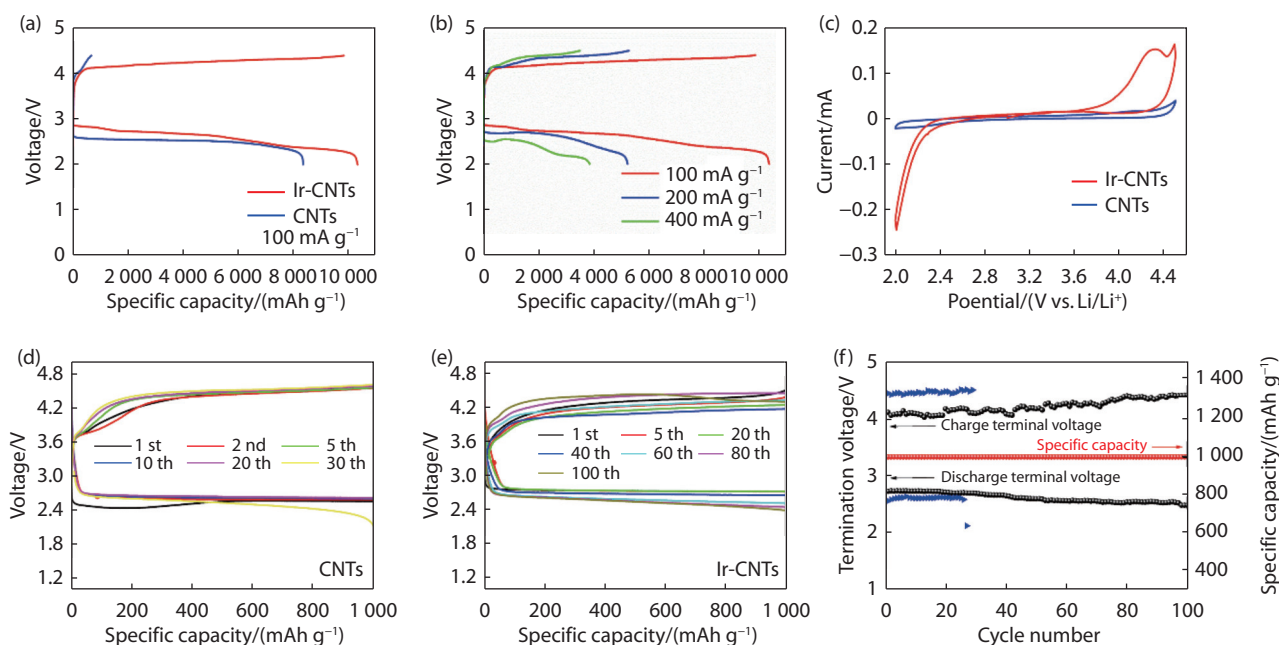 (a)
5
4
3
2
1
0
Voltage/V
Ir-CNTs
CNTs
100 mA g⁻¹
0 2 000 4 000 6 000 8 000 10 000
Specific capacity/(mAh g⁻¹)
(b)
5
4
3
2
1
0
Voltage/V
100 mA g⁻¹
200 mA g⁻¹
400 mA g⁻¹
0 2 000 4 000 6 000 8 000 10 000
Specific capacity/(mAh g⁻¹)
(c)
0.2
0.1
0
−0.1
−0.2
−0.3
Current/mA
Ir-CNTs
CNTs
2.0 2.4 2.8 3.2 3.6 4.0 4.4
Potential/(V vs. Li/Li⁺)
(d)
4.8
4.2
3.6
3.0
2.4
1.8
1.2
Voltage/V
1 st 2 nd 5 th
10 th 20 th 30 th
CNTs
0 200 400 600 800 1 000
Specific capacity/(mAh g⁻¹)
(e)
4.8
4.2
3.6
3.0
2.4
1.8
1.2
Voltage/V
1 st 5 th 20 th
40 th 60 th 80 th
100 th
Ir-CNTs
0 200 400 600 800 1 000
Specific capacity/(mAh g⁻¹)
(f)
5
4
3
2
1
Termination voltage/V
Charge terminal voltage
Specific capacity
Discharge terminal voltage
1 400
1 200
1 000
800
600
400
Specific capacity/(mAh g⁻¹)
0 20 40 60 80 100
Cycle number